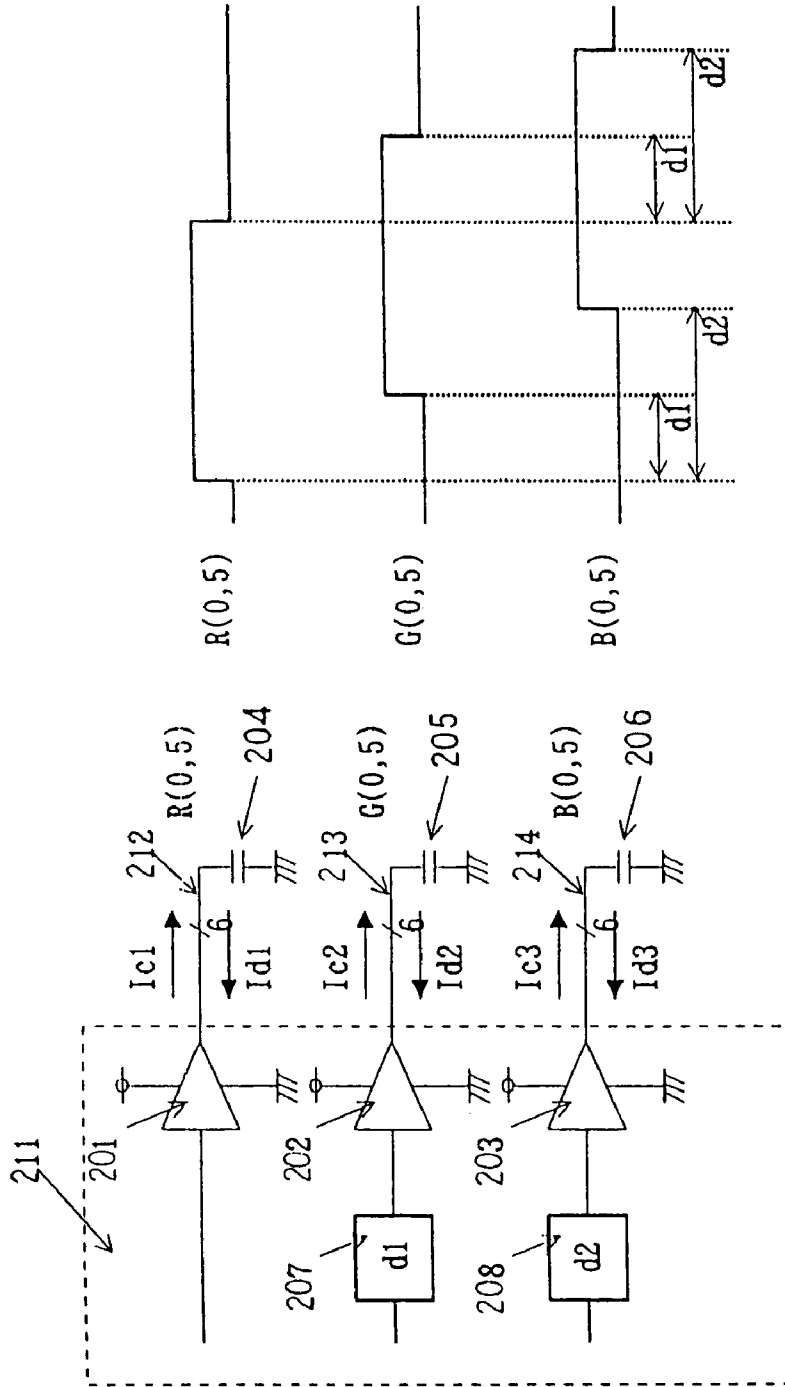 211
201
Ic1
212
R(0,5)
6
Id1
204
207
d1
202
Ic2
213
G(0,5)
6
Id2
205
208
d2
203
Ic3
214
B(0,5)
6
Id3
206
R(0,5)
G(0,5)
B(0,5)
d1
d2
d1
d2